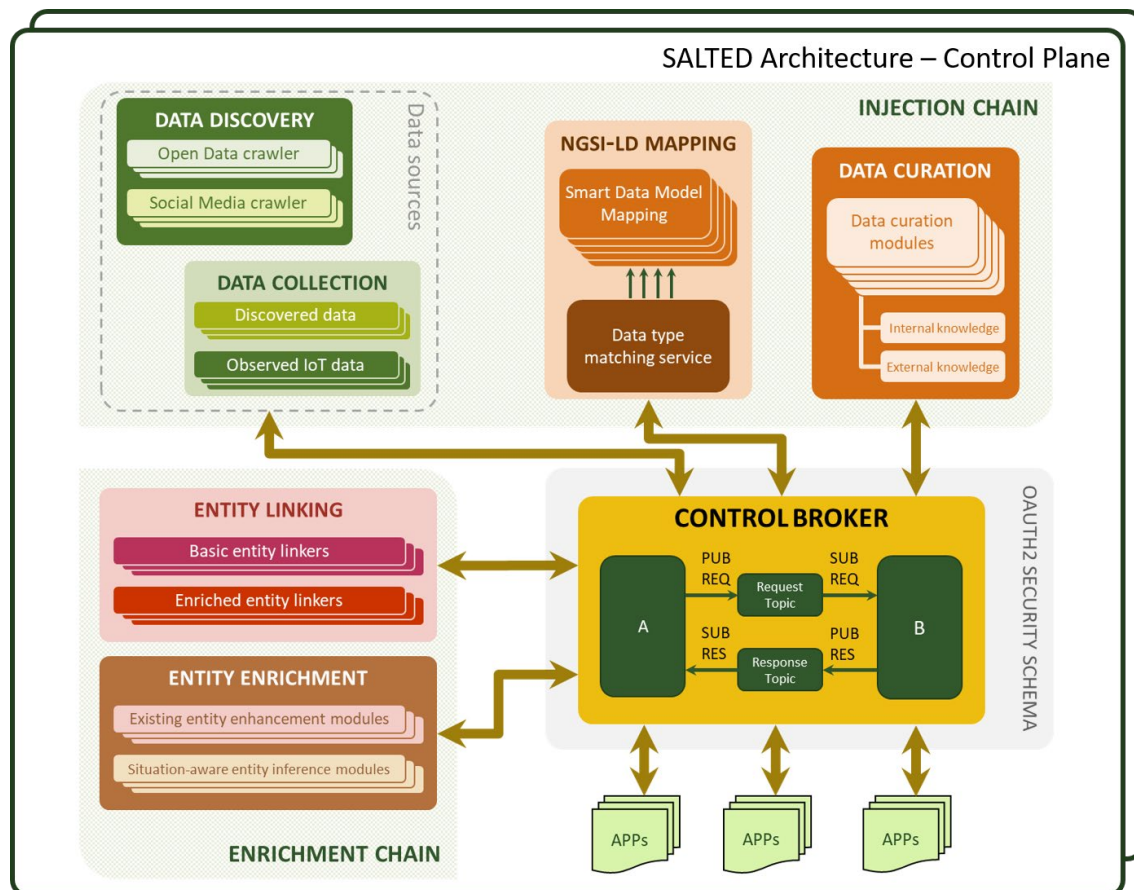 SALTED Architecture – Control Plane
INJECTION CHAIN
Data sources
DATA DISCOVERY
Open Data crawler
Social Media crawler
DATA COLLECTION
Discovered data
Observed IoT data
NGSI-LD MAPPING
Smart Data Model
Mapping
Data type
matching service
DATA CURATION
Data curation
modules
Internal knowledge
External knowledge
ENTITY LINKING
Basic entity linkers
Enriched entity linkers
ENTITY ENRICHMENT
Existing entity enhancement modules
Situation-aware entity inference modules
ENRICHMENT CHAIN
OAUTH2 SECURITY SCHEMA
CONTROL BROKER
A
PUB
REQ
Request
Topic
SUB
REQ
SUB
RES
Response
Topic
PUB
RES
B
APPs
APPs
APPs